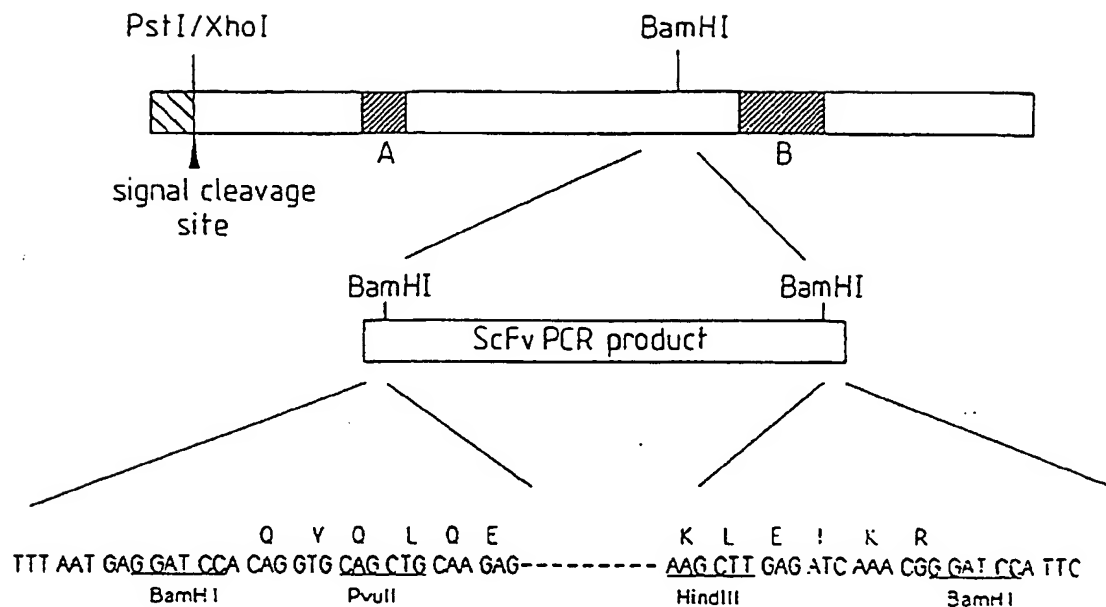 PstI/XhoI BamHI
A B
signal cleavage
site
BamHI BamHI
ScFv PCR product
Q V Q L Q E K L E I K R
TTT AAT GAG GAT CCA CAG GTG CAG CTG CAA GAG---------- AAG CTT GAG ATC AAA CGG GAT CCA TTC
BamHI PvuII HindIII BamHI